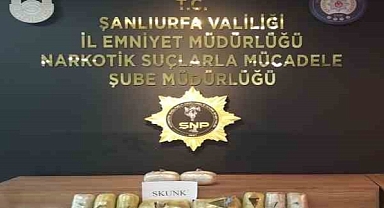 T.C.
ŞANLIURFA VALİLİĞİ
İL EMNİYET MÜDÜRLÜĞÜ
NARKOTİK SUÇLARLA MÜCADELE
ŞUBE MÜDÜRLÜĞÜ
SNP
SKUNK